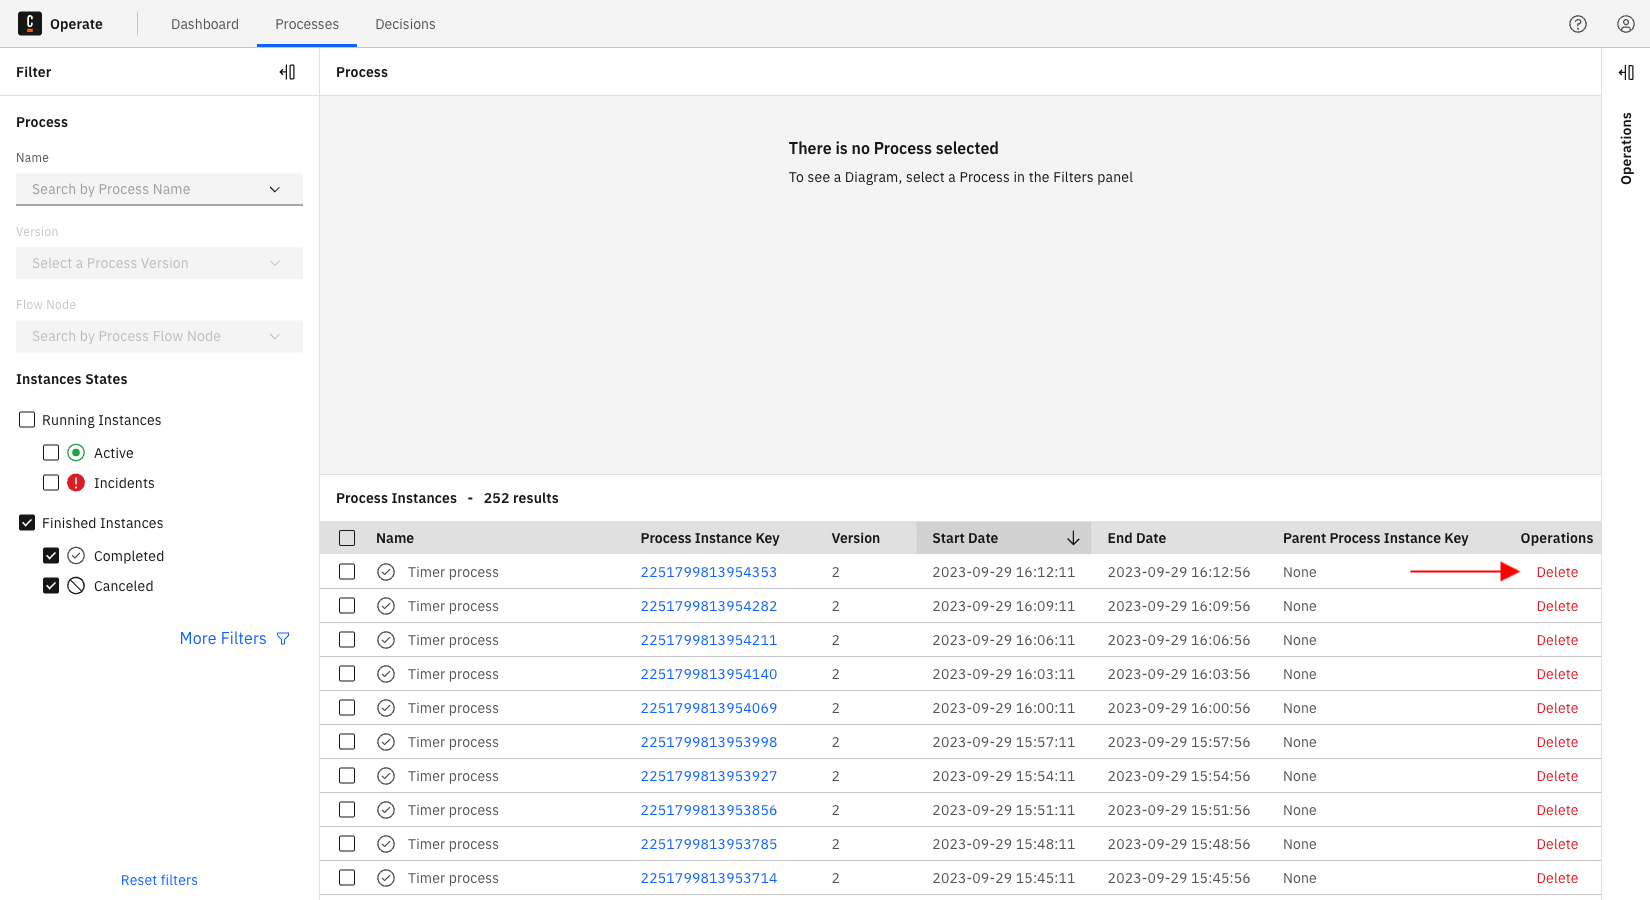 C Operate Dashboard Processes Decisions
Filter
Process
Name
Search by Process Name
Version
Select a Process Version
Flow Node
Search by Process Flow Node
Instances States
Running Instances
Active
Incidents
Finished Instances
Completed
Canceled
More Filters
Reset filters
Process
There is no Process selected
To see a Diagram, select a Process in the Filters panel
Process Instances - 252 results
Name Process Instance Key Version Start Date End Date Parent Process Instance Key Operations
Timer process 2251799813954353 2 2023-09-29 16:12:11 2023-09-29 16:12:56 None Delete
Timer process 2251799813954282 2 2023-09-29 16:09:11 2023-09-29 16:09:56 None Delete
Timer process 2251799813954211 2 2023-09-29 16:06:11 2023-09-29 16:06:56 None Delete
Timer process 2251799813954140 2 2023-09-29 16:03:11 2023-09-29 16:03:56 None Delete
Timer process 2251799813954069 2 2023-09-29 16:00:11 2023-09-29 16:00:56 None Delete
Timer process 2251799813953998 2 2023-09-29 15:57:11 2023-09-29 15:57:56 None Delete
Timer process 2251799813953927 2 2023-09-29 15:54:11 2023-09-29 15:54:56 None Delete
Timer process 2251799813953856 2 2023-09-29 15:51:11 2023-09-29 15:51:56 None Delete
Timer process 2251799813953785 2 2023-09-29 15:48:11 2023-09-29 15:48:56 None Delete
Timer process 2251799813953714 2 2023-09-29 15:45:11 2023-09-29 15:45:56 None Delete
Operations